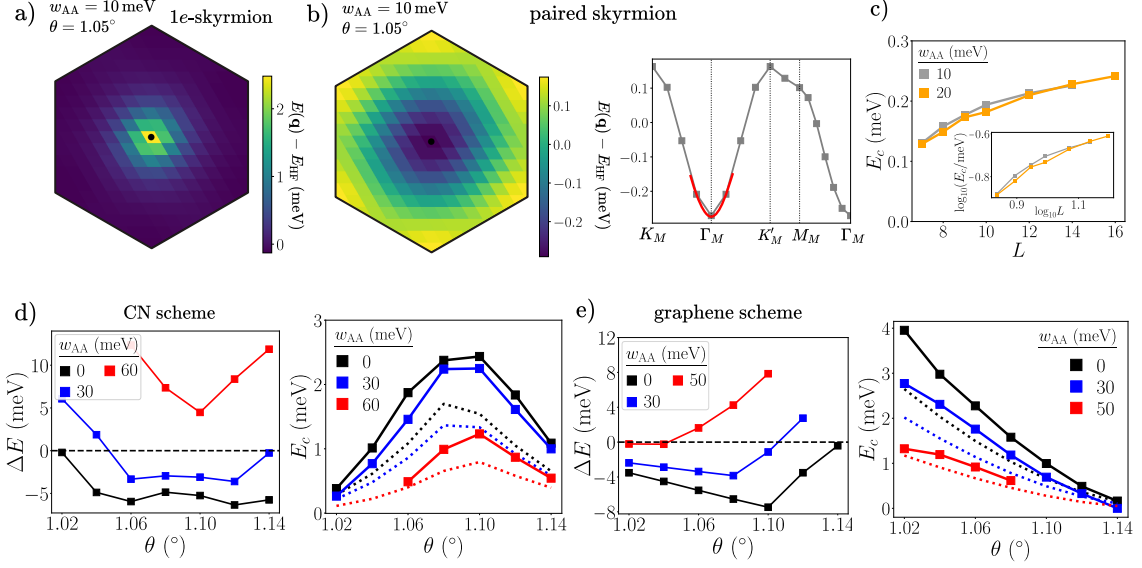 a)
w_AA = 10 meV
θ = 1.05°
1e-skyrmion
2
1
0
E(q) − E_HF (meV)
b)
w_AA = 10 meV
θ = 1.05°
paired skyrmion
0.1
0.0
−0.1
−0.2
E(q) − E_HF (meV)
0.1
0.0
−0.1
−0.2
K_M
Γ_M
K′_M
M_M
Γ_M
c)
w_AA (meV)
10
20
E_c (meV)
0.3
0.2
0.1
0.0
8
10
12
14
16
L
log₁₀(E_c/meV)
−0.6
−0.8
0.9
1.1
log₁₀L
d)
CN scheme
w_AA (meV)
0
60
30
ΔE (meV)
10
5
0
−5
1.02
1.06
1.10
1.14
θ (°)
w_AA (meV)
0
30
60
E_c (meV)
3
2
1
0
1.02
1.06
1.10
1.14
θ (°)
e)
graphene scheme
w_AA (meV)
0
50
30
ΔE (meV)
12
8
4
0
−4
−8
1.02
1.06
1.10
1.14
θ (°)
w_AA (meV)
0
30
50
E_c (meV)
4
3
2
1
0
1.02
1.06
1.10
1.14
θ (°)